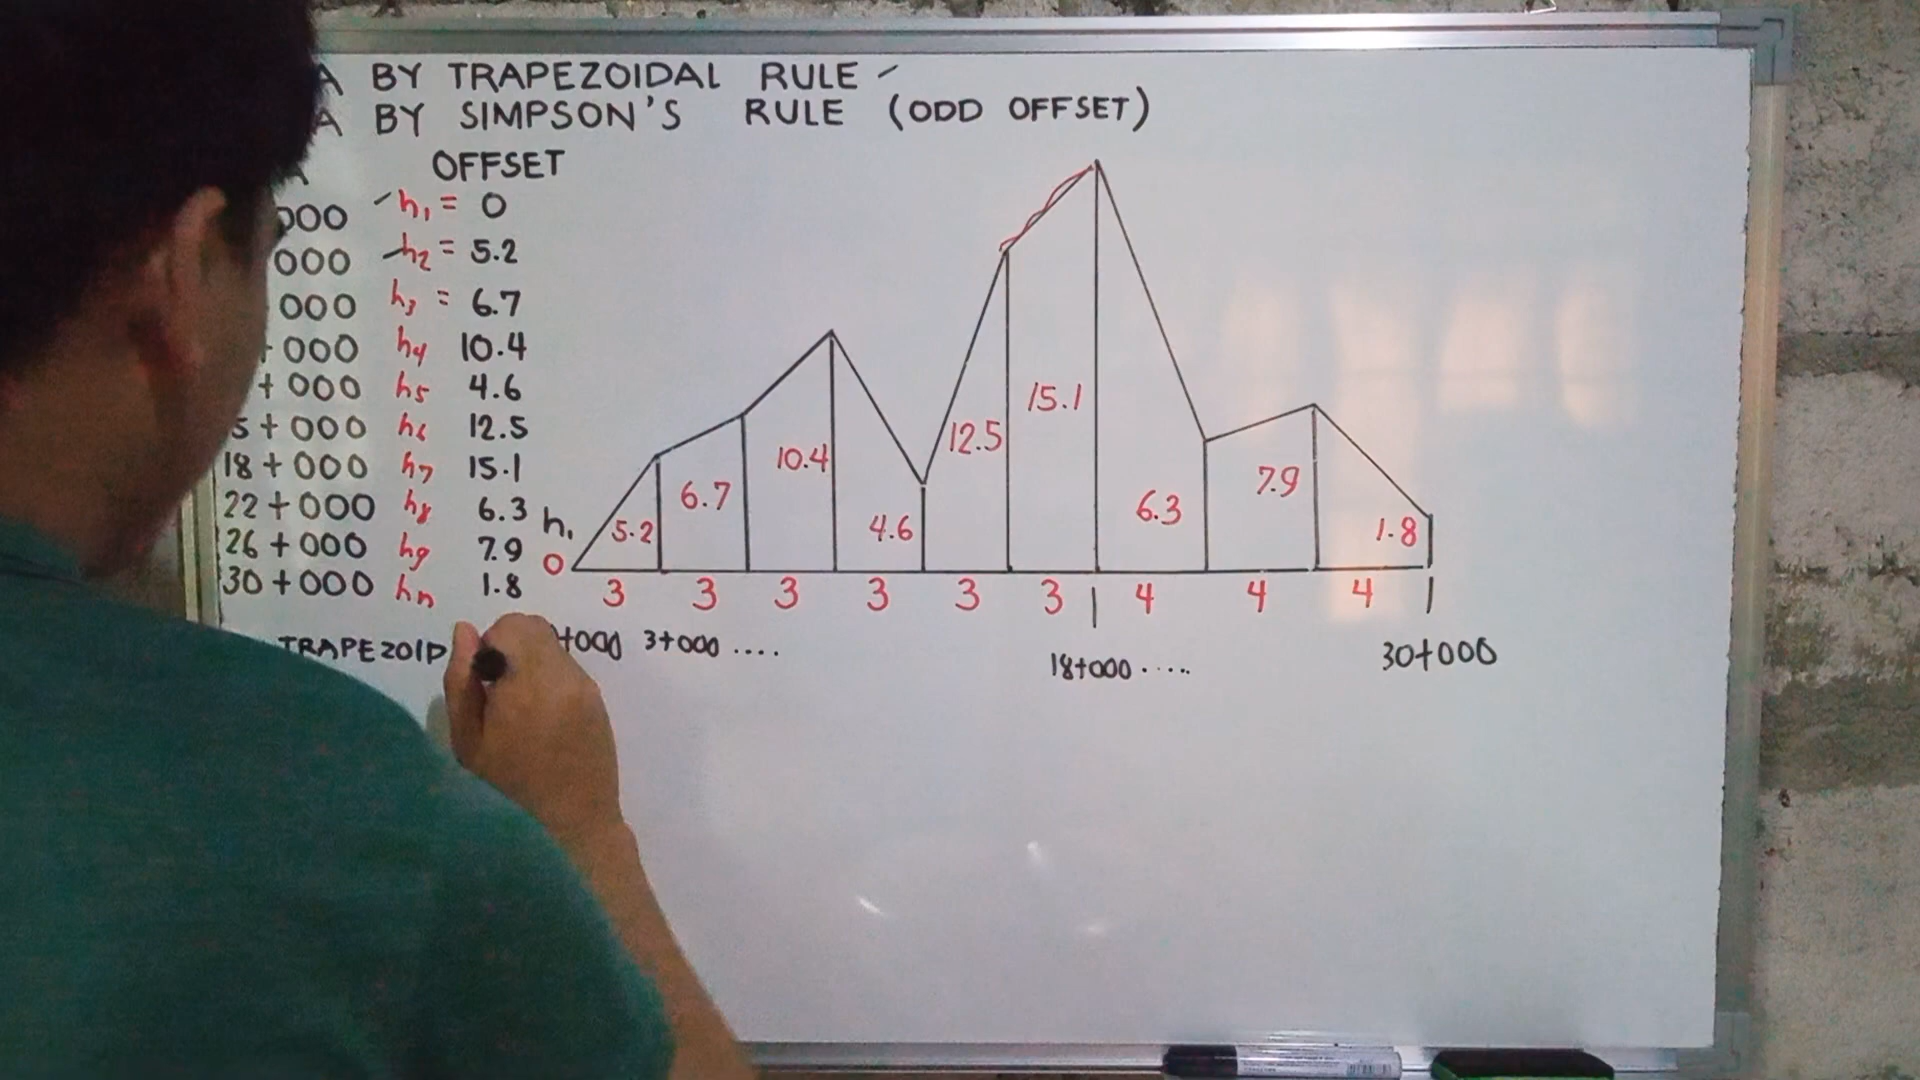 A BY TRAPEZOIDAL RULE
A BY SIMPSON'S RULE (ODD OFFSET)
OFFSET
000 h₁ = 0
000 h₂ = 5.2
000 h₃ = 6.7
+000 h₄ 10.4
+000 h₅ 4.6
5+000 h₆ 12.5
18+000 h₇ 15.1
22+000 h₈ 6.3
26+000 h₉ 7.9
30+000 hₙ 1.8
h₁
0
5.2
6.7
10.4
4.6
12.5
15.1
6.3
7.9
1.8
3 3 3 3 3 3 4 4 4
TRAPEZOID
+000 3+000 ....
18+000 .....
30+000